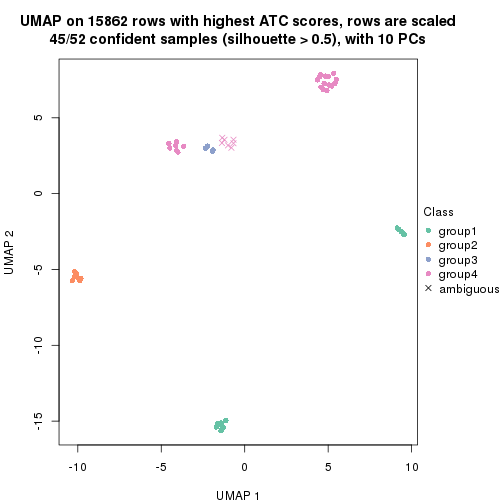 UMAP on 15862 rows with highest ATC scores, rows are scaled
45/52 confident samples (silhouette > 0.5), with 10 PCs
5
0
-5
-10
-15
UMAP 2
-10
-5
0
5
10
UMAP 1
Class
group1
group2
group3
group4
ambiguous